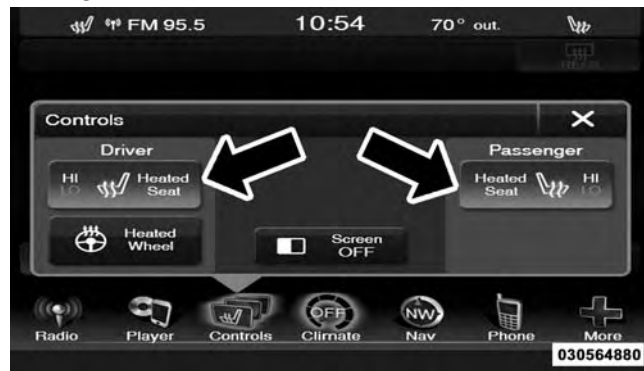 FM 95.5 10:54 70° out.
Controls
Driver Passenger
HI LO Heated Seat
Heated Seat HI LO
Heated Wheel
Screen OFF
OFF NW
Radio Player Controls Climate Nav Phone More
030564880